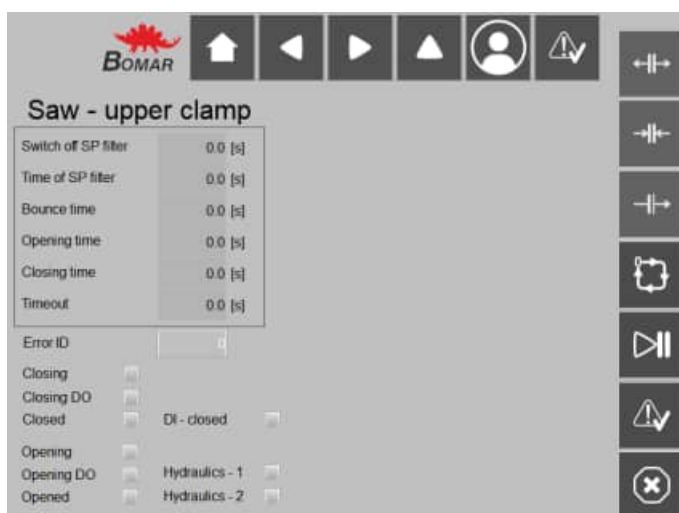 BOMAR
Saw - upper clamp
Switch off SP filter 0.0 [s]
Time of SP filter 0.0 [s]
Bounce time 0.0 [s]
Opening time 0.0 [s]
Closing time 0.0 [s]
Timeout 0.0 [s]
Error ID 0
Closing
Closing DO
Closed DI - closed
Opening
Opening DO Hydraulics - 1
Opened Hydraulics - 2